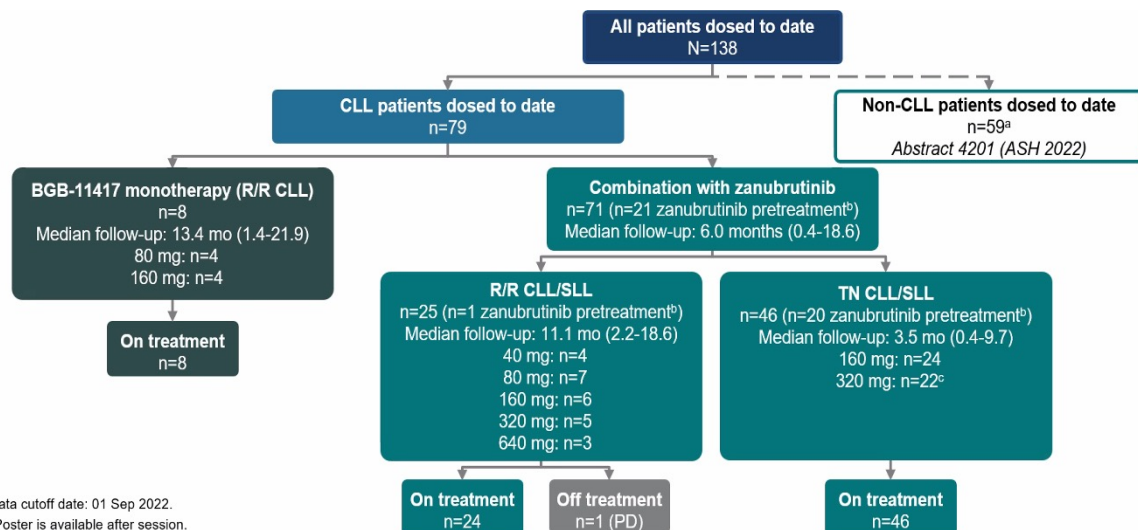 All patients dosed to date
N=138
CLL patients dosed to date
n=79
Non-CLL patients dosed to date
n=59ᵃ
Abstract 4201 (ASH 2022)
BGB-11417 monotherapy (R/R CLL)
n=8
Median follow-up: 13.4 mo (1.4-21.9)
80 mg: n=4
160 mg: n=4
On treatment
n=8
Combination with zanubrutinib
n=71 (n=21 zanubrutinib pretreatmentᵇ)
Median follow-up: 6.0 months (0.4-18.6)
R/R CLL/SLL
n=25 (n=1 zanubrutinib pretreatmentᵇ)
Median follow-up: 11.1 mo (2.2-18.6)
40 mg: n=4
80 mg: n=7
160 mg: n=6
320 mg: n=5
640 mg: n=3
TN CLL/SLL
n=46 (n=20 zanubrutinib pretreatmentᵇ)
Median follow-up: 3.5 mo (0.4-9.7)
160 mg: n=24
320 mg: n=22ᶜ
On treatment
n=24
Off treatment
n=1 (PD)
On treatment
n=46
ata cutoff date: 01 Sep 2022.
Poster is available after session.